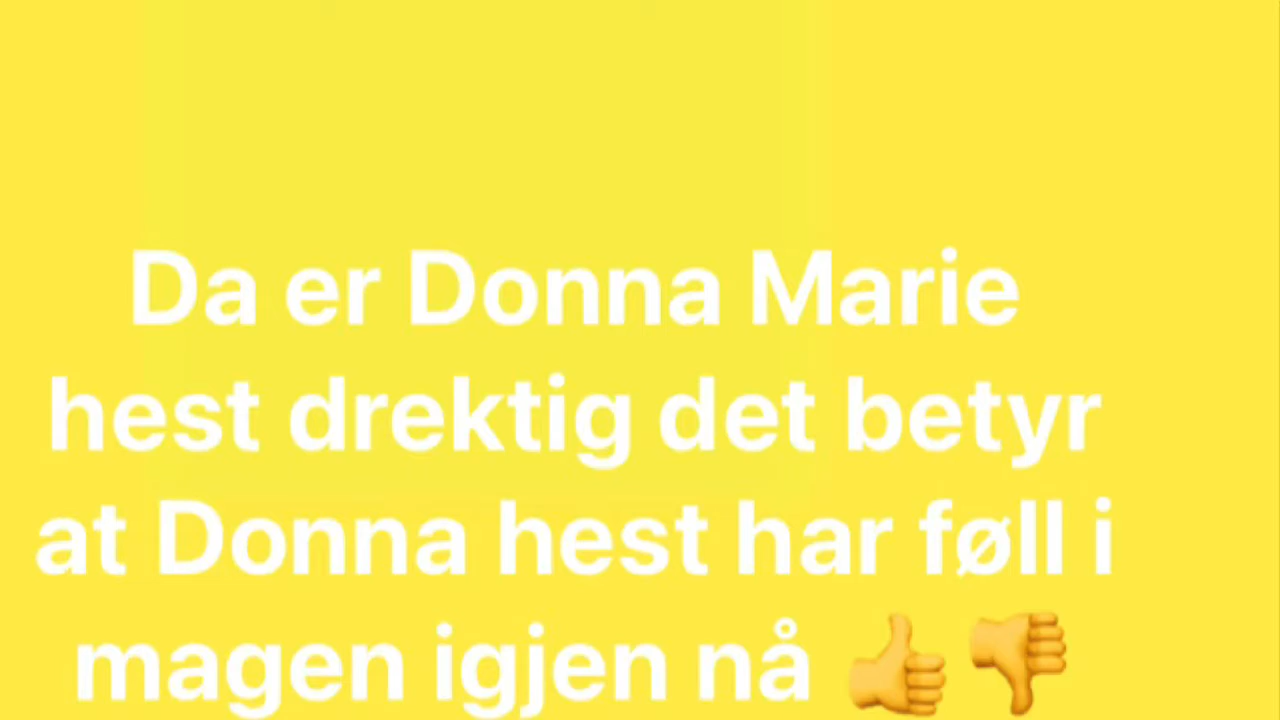 Da er Donna Marie
hest drektig det betyr
at Donna hest har føll i
magen igjen nå 👍👎